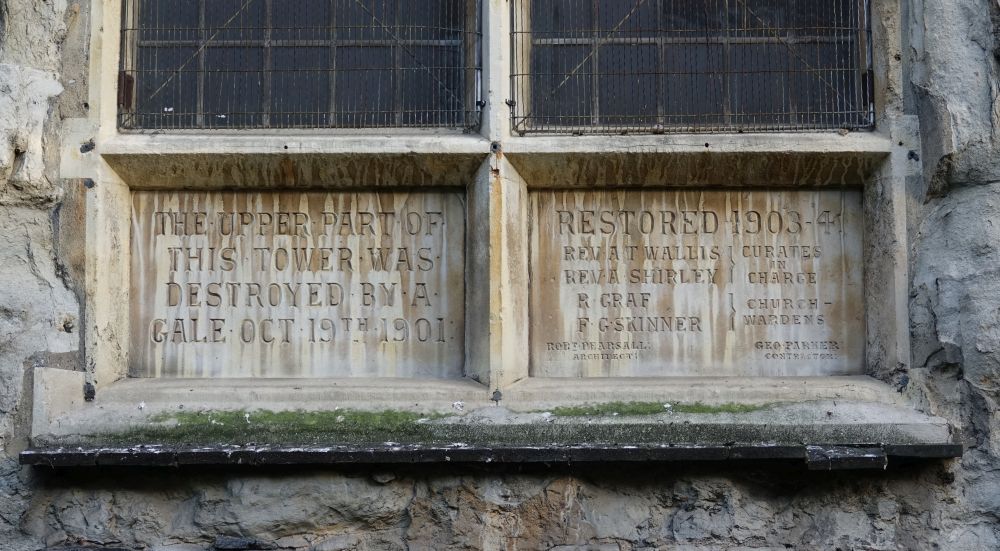 THE·UPPER·PART·OF·
THIS·TOWER·WAS·
DESTROYED·BY·A·
GALE·OCT·19TH·1901·
RESTORED·1903-4·
REV·A·T·WALLIS
REV·A·SHIRLEY
CURATES
IN
CHARGE
R·GRAF
F·G·SKINNER
CHURCH-
WARDENS
ROBT·PEARSALL·
ARCHITECT·
GEO·PARKER·
CONTRACTOR·